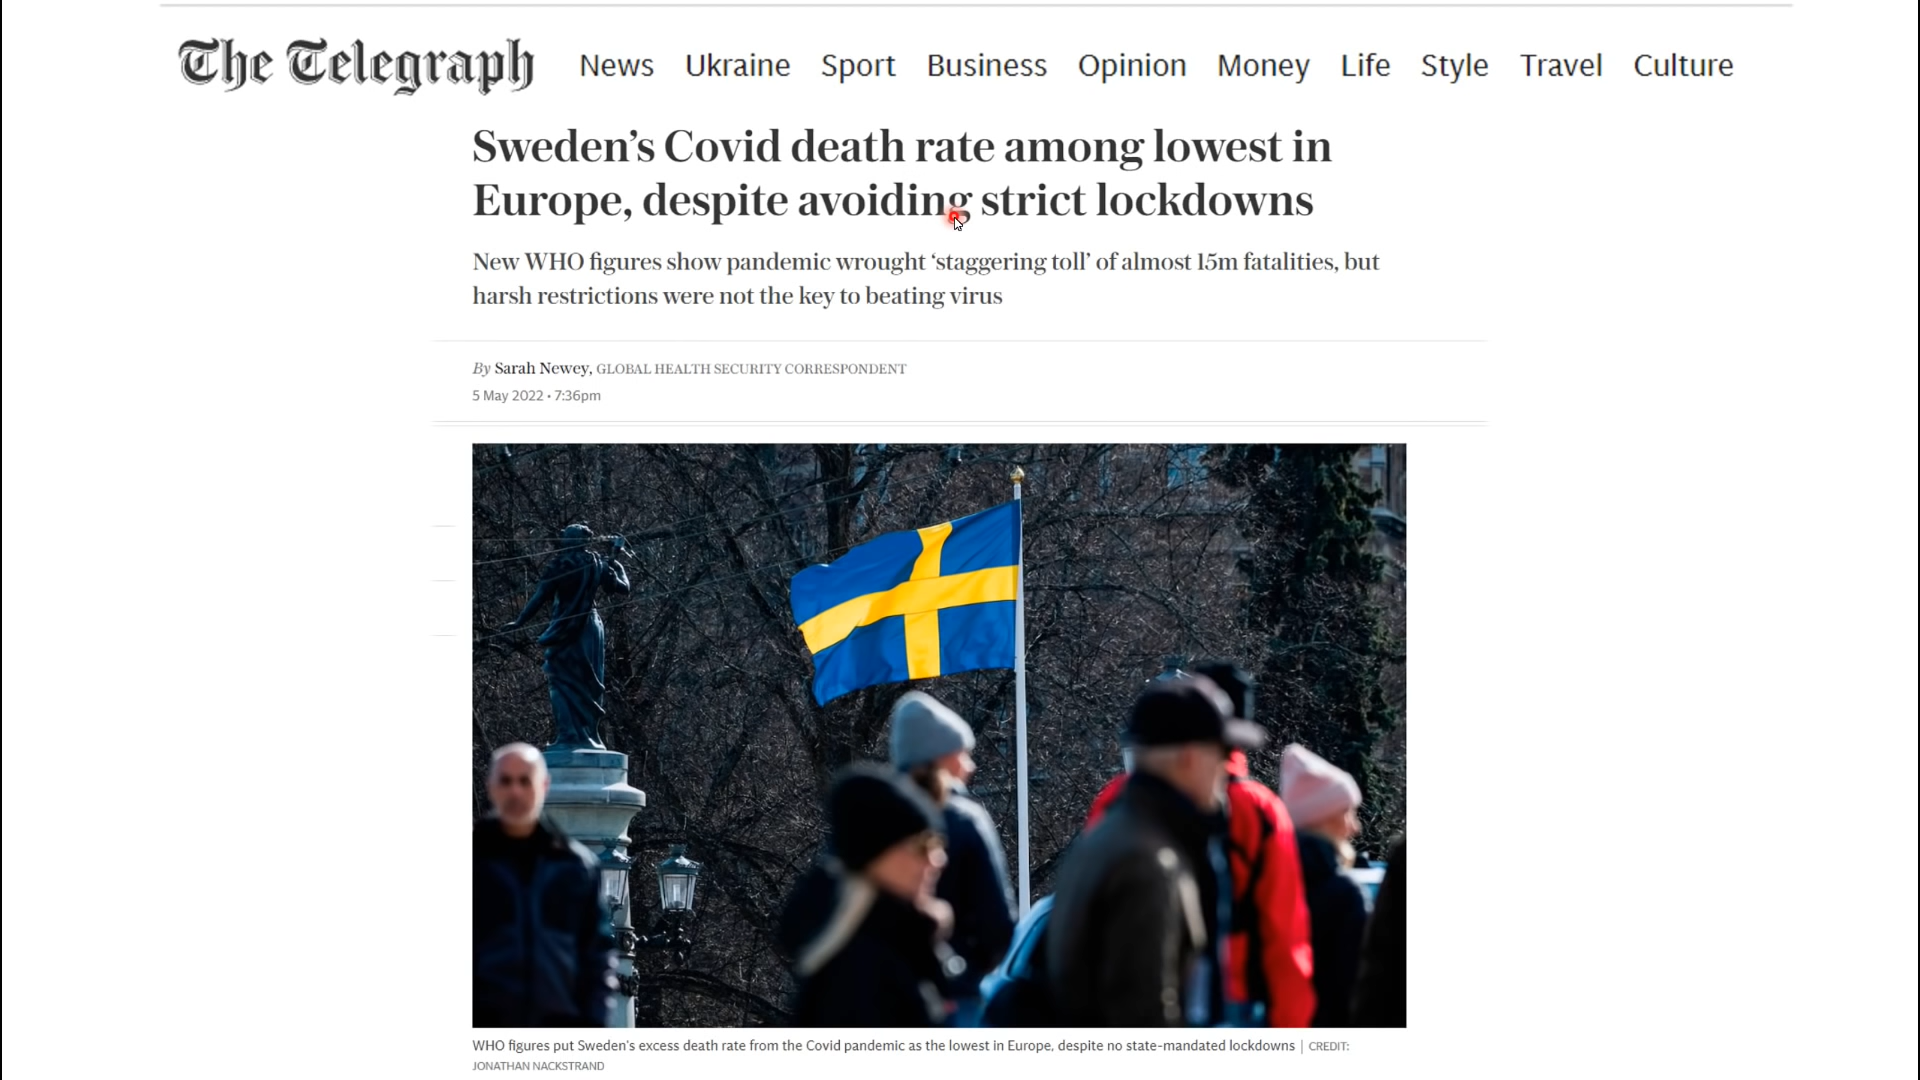 The Telegraph News Ukraine Sport Business Opinion Money Life Style Travel Culture
Sweden’s Covid death rate among lowest in
Europe, despite avoiding strict lockdowns
New WHO figures show pandemic wrought ‘staggering toll’ of almost 15m fatalities, but
harsh restrictions were not the key to beating virus
By Sarah Newey, GLOBAL HEALTH SECURITY CORRESPONDENT
5 May 2022 • 7:36pm
WHO figures put Sweden's excess death rate from the Covid pandemic as the lowest in Europe, despite no state-mandated lockdowns | CREDIT:
JONATHAN NACKSTRAND